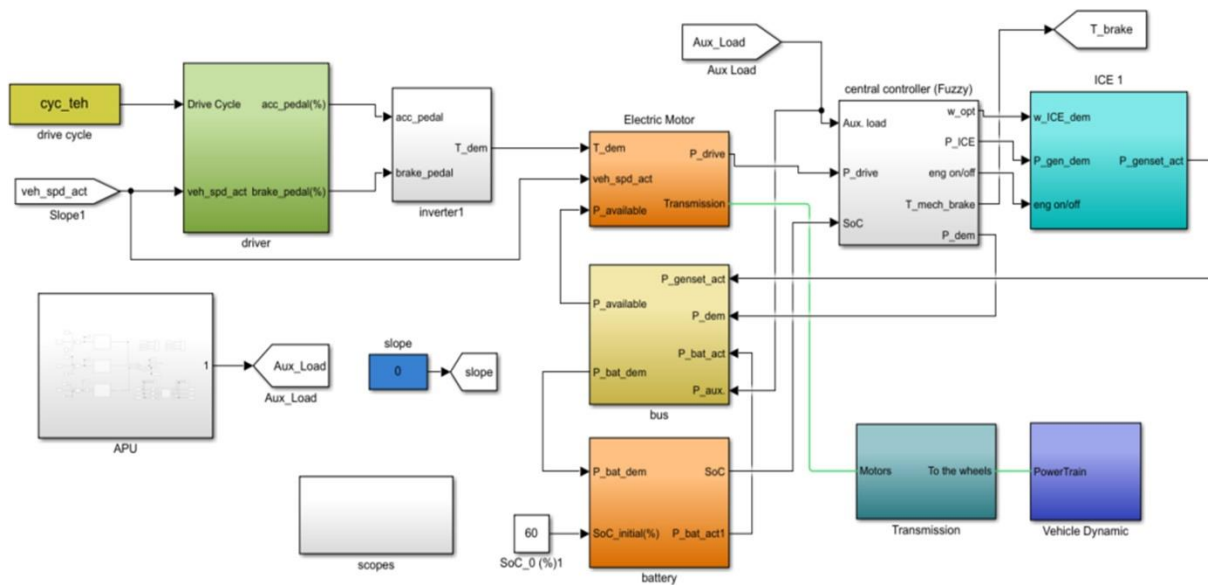 Aux_Load
Aux Load
T_brake
cyc_teh
drive cycle
Drive Cycle
acc_pedal(%)
veh_spd_act
brake_pedal(%)
driver
veh_spd_act
Slope1
acc_pedal
T_dem
brake_pedal
inverter1
Electric Motor
T_dem
P_drive
veh_spd_act
Transmission
P_available
central controller (Fuzzy)
w_opt
Aux. load
P_ICE
P_drive
eng on/off
T_mech_brake
SoC
P_dem
ICE 1
w_ICE_dem
P_gen_dem
P_genset_act
eng on/off
P_genset_act
P_available
P_dem
P_bat_act
P_bat_dem
P_aux.
bus
1
APU
Aux_Load
Aux_Load
slope
0
slope
scopes
P_bat_dem
SoC
SoC_initial(%)
P_bat_act1
battery
60
SoC_0 (%)1
Motors
To the wheels
Transmission
PowerTrain
Vehicle Dynamic